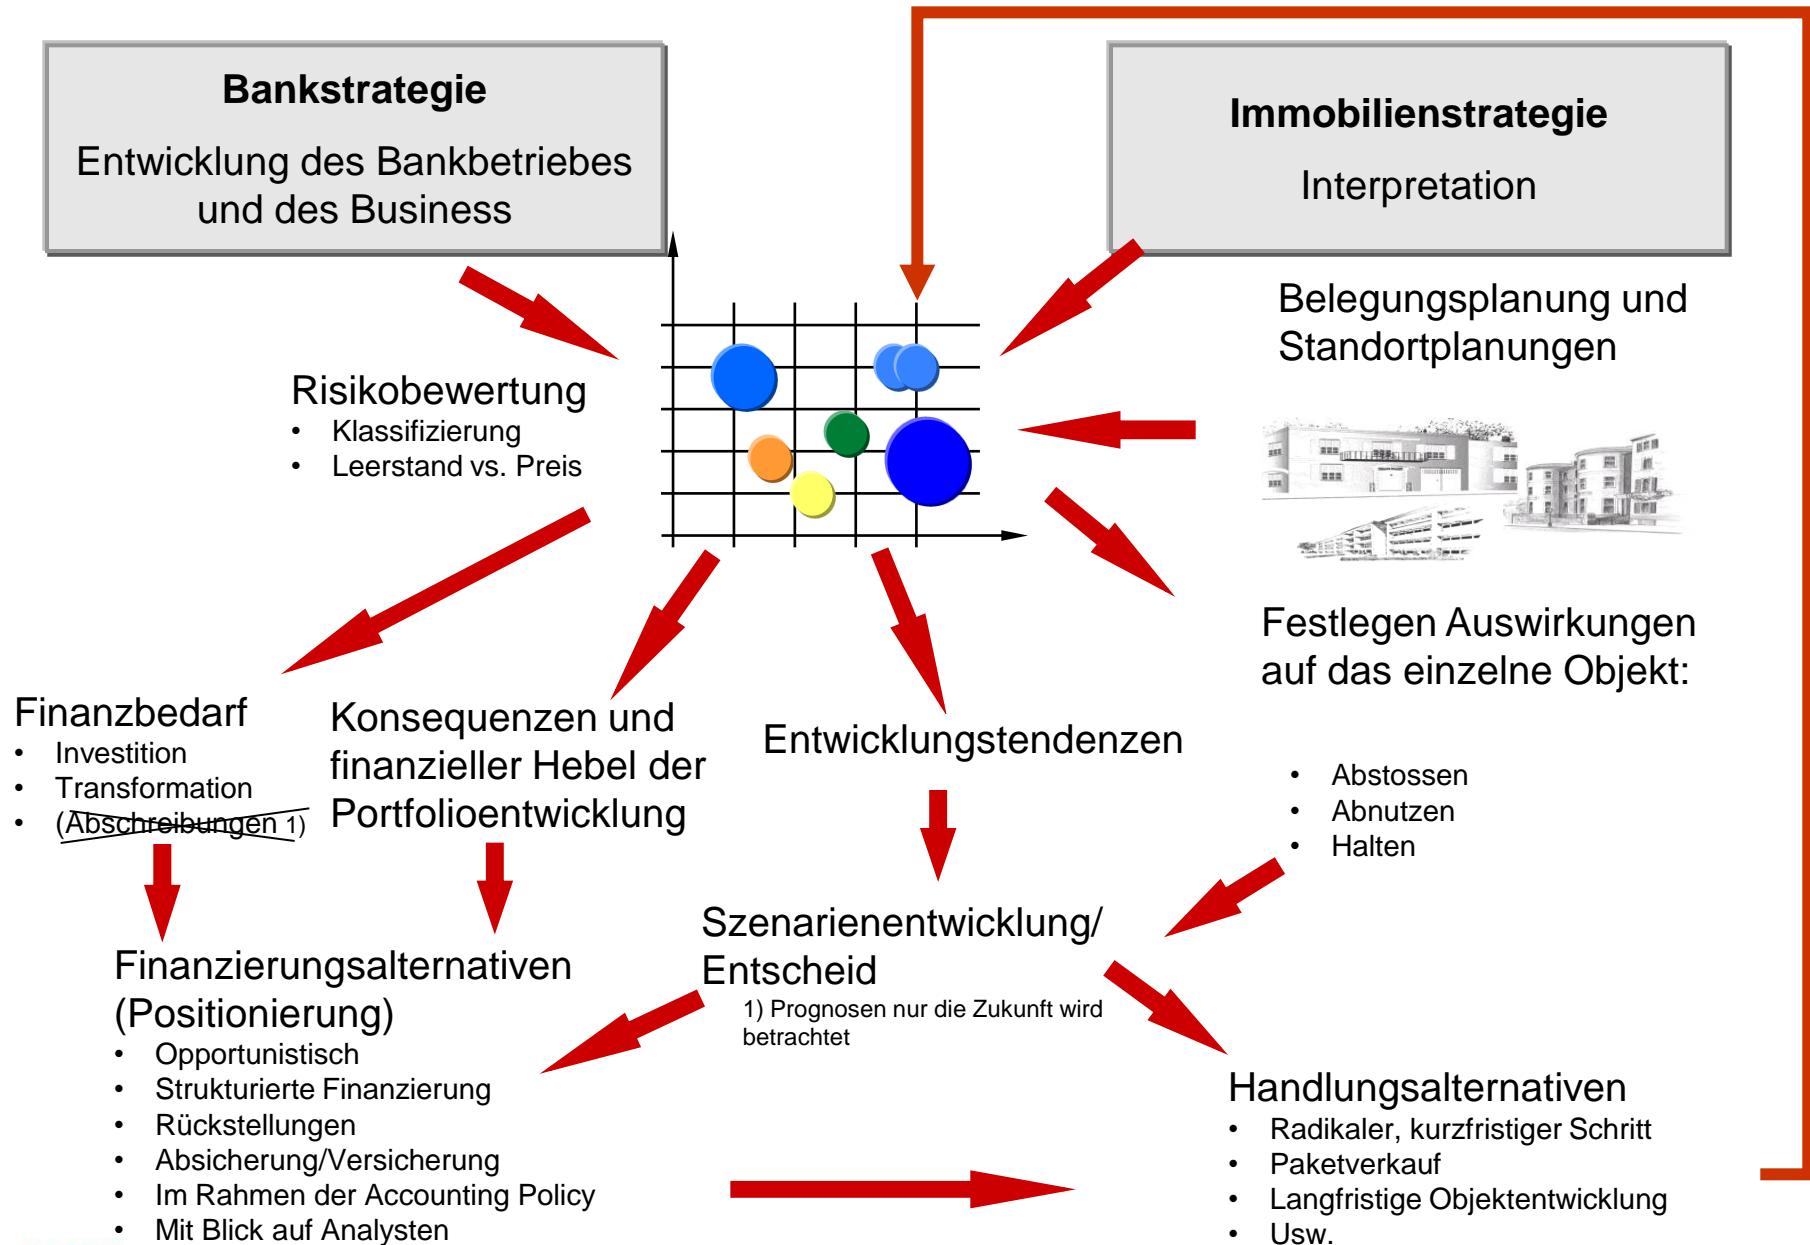 Bankstrategie
Entwicklung des Bankbetriebes
und des Business
Immobilienstrategie
Interpretation
Belegungsplanung und
Standortplanungen
Risikobewertung
• Klassifizierung
• Leerstand vs. Preis
Festlegen Auswirkungen
auf das einzelne Objekt:
• Abstossen
• Abnutzen
• Halten
Finanzbedarf
• Investition
• Transformation
• (Abschreibungen 1)
Konsequenzen und
finanzieller Hebel der
Portfolioentwicklung
Entwicklungstendenzen
Szenarienentwicklung/
Entscheid
1) Prognosen nur die Zukunft wird
betrachtet
Finanzierungsalternativen
(Positionierung)
• Opportunistisch
• Strukturierte Finanzierung
• Rückstellungen
• Absicherung/Versicherung
• Im Rahmen der Accounting Policy
• Mit Blick auf Analysten
Handlungsalternativen
• Radikaler, kurzfristiger Schritt
• Paketverkauf
• Langfristige Objektentwicklung
• Usw.